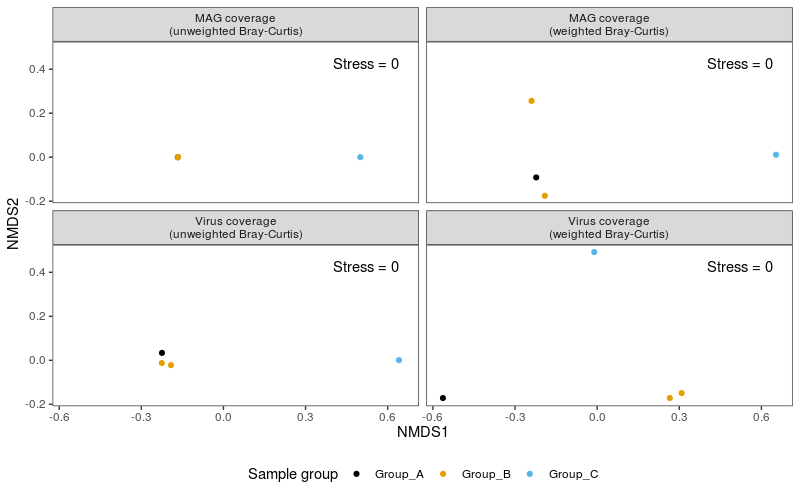 MAG coverage
(unweighted Bray-Curtis)
MAG coverage
(weighted Bray-Curtis)
Stress = 0
Stress = 0
0.4
0.2
0.0
-0.2
Virus coverage
(unweighted Bray-Curtis)
Virus coverage
(weighted Bray-Curtis)
Stress = 0
Stress = 0
0.4
0.2
0.0
-0.2
NMDS2
-0.6 -0.3 0.0 0.3 0.6
-0.6 -0.3 0.0 0.3 0.6
NMDS1
Sample group Group_A Group_B Group_C